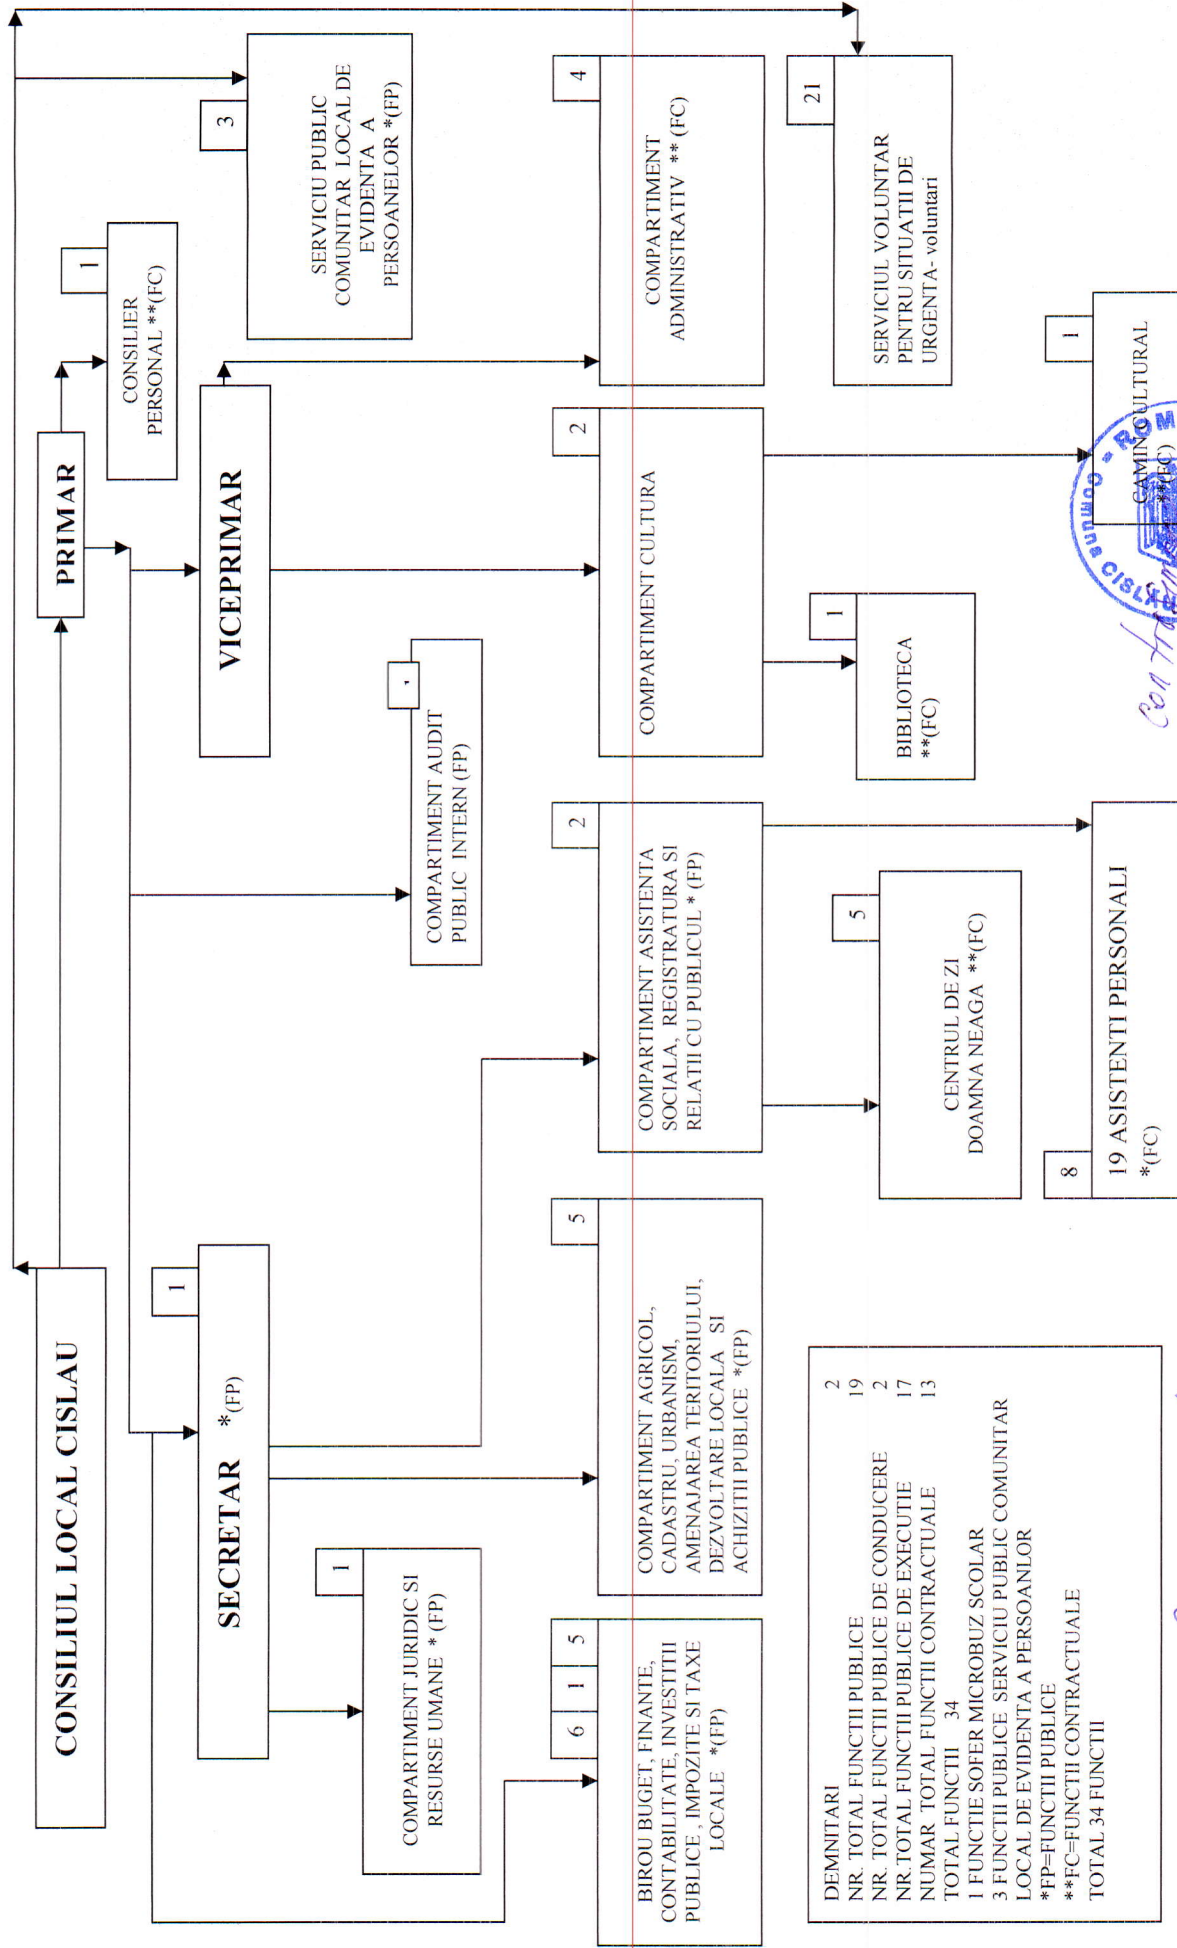 CONSILIUL LOCAL CISLAU
PRIMAR
1
CONSILIER
PERSONAL **(FC)
3
SERVICIU PUBLIC
COMUNITAR LOCAL DE
EVIDENTA A
PERSOANELOR *(FP)
1
SECRETAR *(FP)
VICEPRIMAR
1
COMPARTIMENT JURIDIC SI
RESURSE UMANE * (FP)
COMPARTIMENT AUDIT
PUBLIC INTERN (FP)
6 1 5
BIROU BUGET, FINANTE,
CONTABILITATE, INVESTITII
PUBLICE, IMPOZITE SI TAXE
LOCALE *(FP)
5
COMPARTIMENT AGRICOL,
CADASTRU, URBANISM,
AMENAJAREA TERITORIULUI,
DEZVOLTARE LOCALA SI
ACHIZITII PUBLICE *(FP)
2
COMPARTIMENT ASISTENTA
SOCIALA, REGISTRATURA SI
RELATII CU PUBLICUL * (FP)
2
COMPARTIMENT CULTURA
4
COMPARTIMENT
ADMINISTRATIV ** (FC)
21
SERVICIUL VOLUNTAR
PENTRU SITUATII DE
URGENTA- voluntari
5
CENTRUL DE ZI
DOAMNA NEAGA **(FC)
1
BIBLIOTECA
**(FC)
8
19 ASISTENTI PERSONALI
*(FC)
1
CAMIN CULTURAL
**(FC)
DEMNITARI 2
NR. TOTAL FUNCTII PUBLICE 19
NR. TOTAL FUNCTII PUBLICE DE CONDUCERE 2
NR.TOTAL FUNCTII PUBLICE DE EXECUTIE 17
NUMAR TOTAL FUNCTII CONTRACTUALE 13
TOTAL FUNCTII 34
1 FUNCTIE SOFER MICROBUZ SCOLAR
3 FUNCTII PUBLICE SERVICIU PUBLIC COMUNITAR
LOCAL DE EVIDENTA A PERSOANLOR
*FP=FUNCTII PUBLICE
**FC=FUNCTII CONTRACTUALE
TOTAL 34 FUNCTII